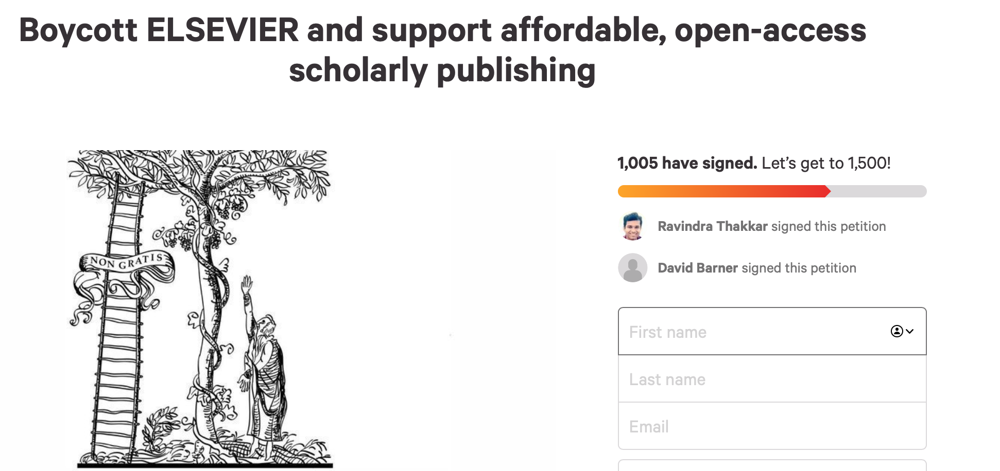 Boycott ELSEVIER and support affordable, open-access
scholarly publishing
NON GRATIS
1,005 have signed. Let’s get to 1,500!
Ravindra Thakkar signed this petition
David Barner signed this petition
First name
Last name
Email